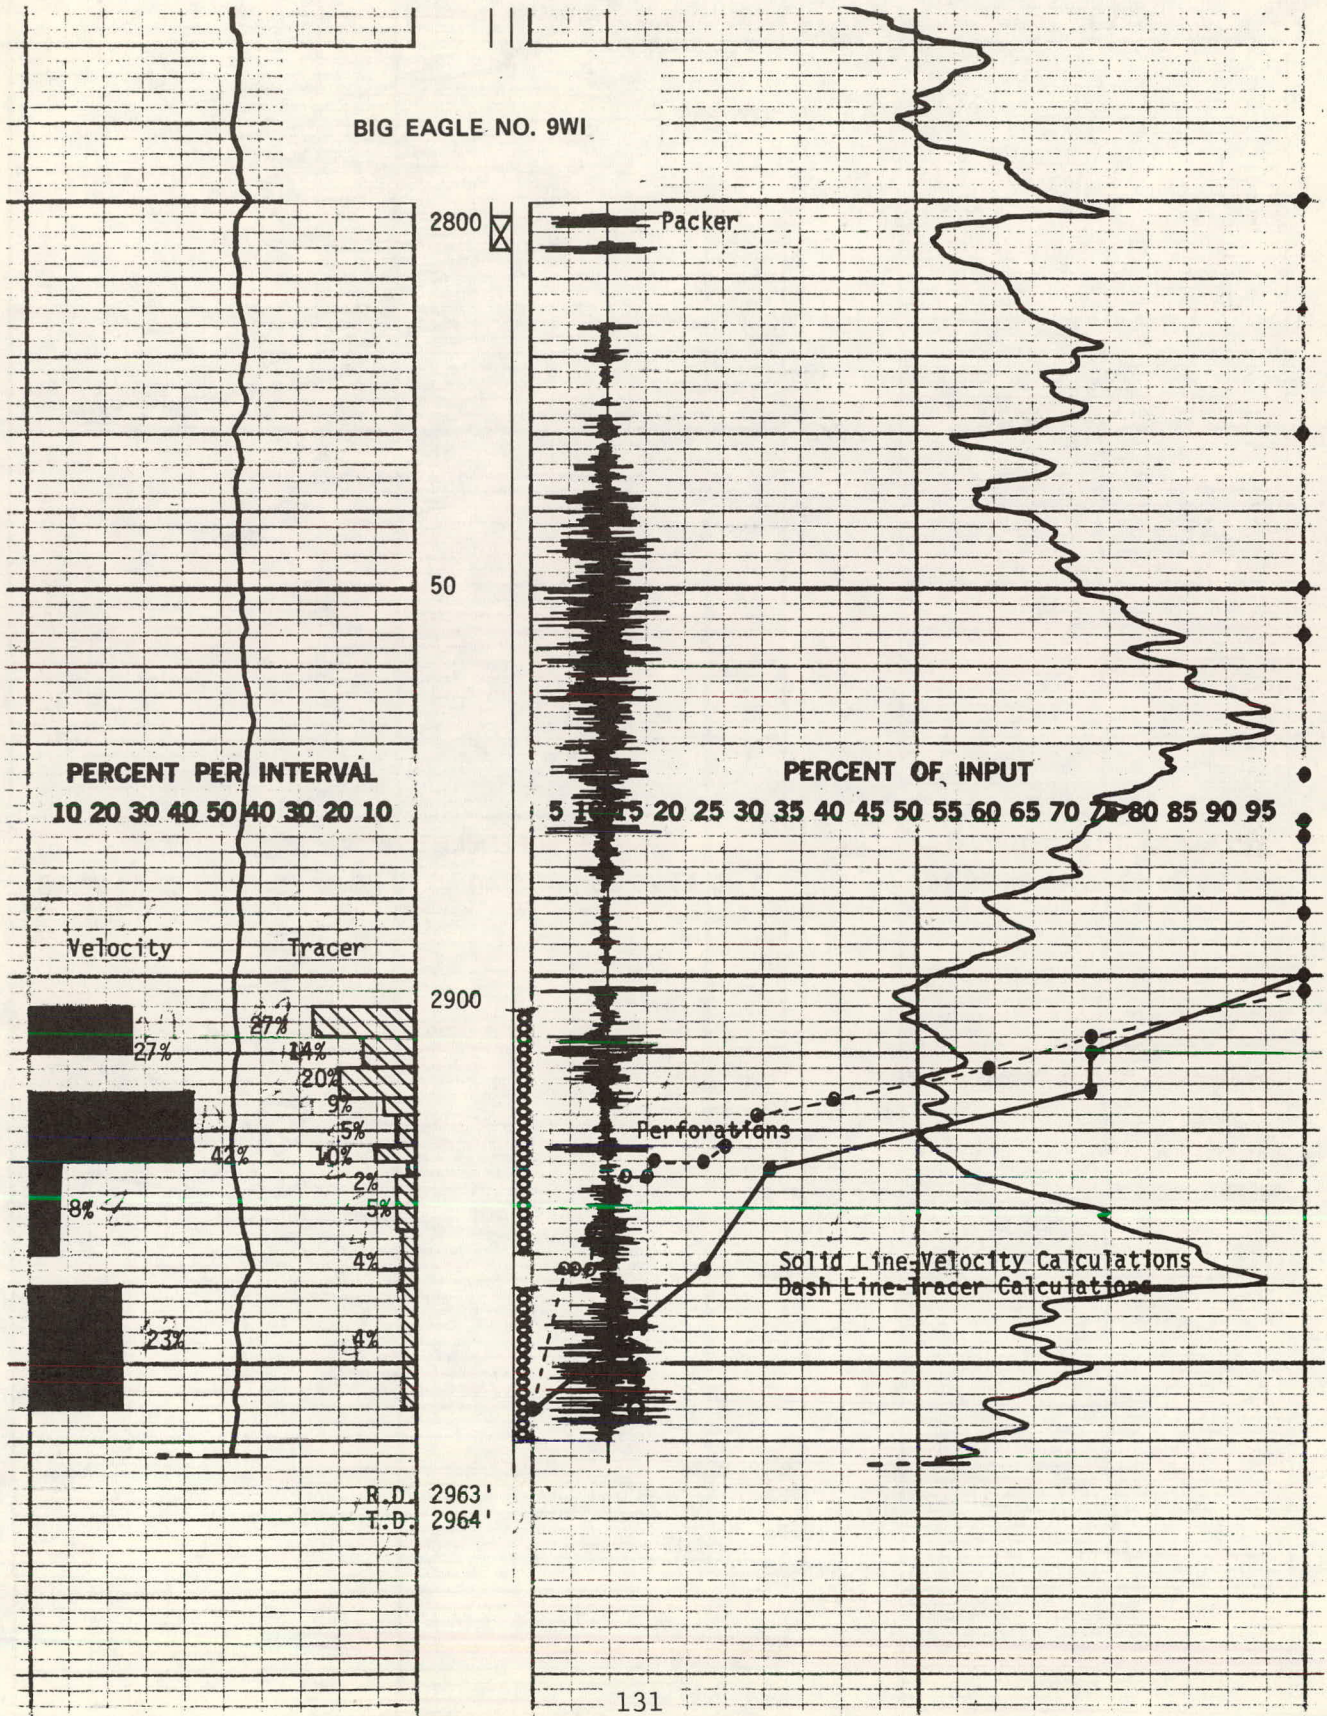 BIG EAGLE NO. 9WI
2800
Packer
50
PERCENT PER INTERVAL
PERCENT OF INPUT
10 20 30 40 50 40 30 20 10
5 10 15 20 25 30 35 40 45 50 55 60 65 70 75 80 85 90 95
Velocity
Tracer
2900
27%
27%
14%
20%
9%
5%
Perforations
42%
10%
2%
8%
5%
4%
Solid Line-Velocity Calculations
Dash Line-Tracer Calculations
23%
4%
R.D. 2963'
T.D. 2964'
131